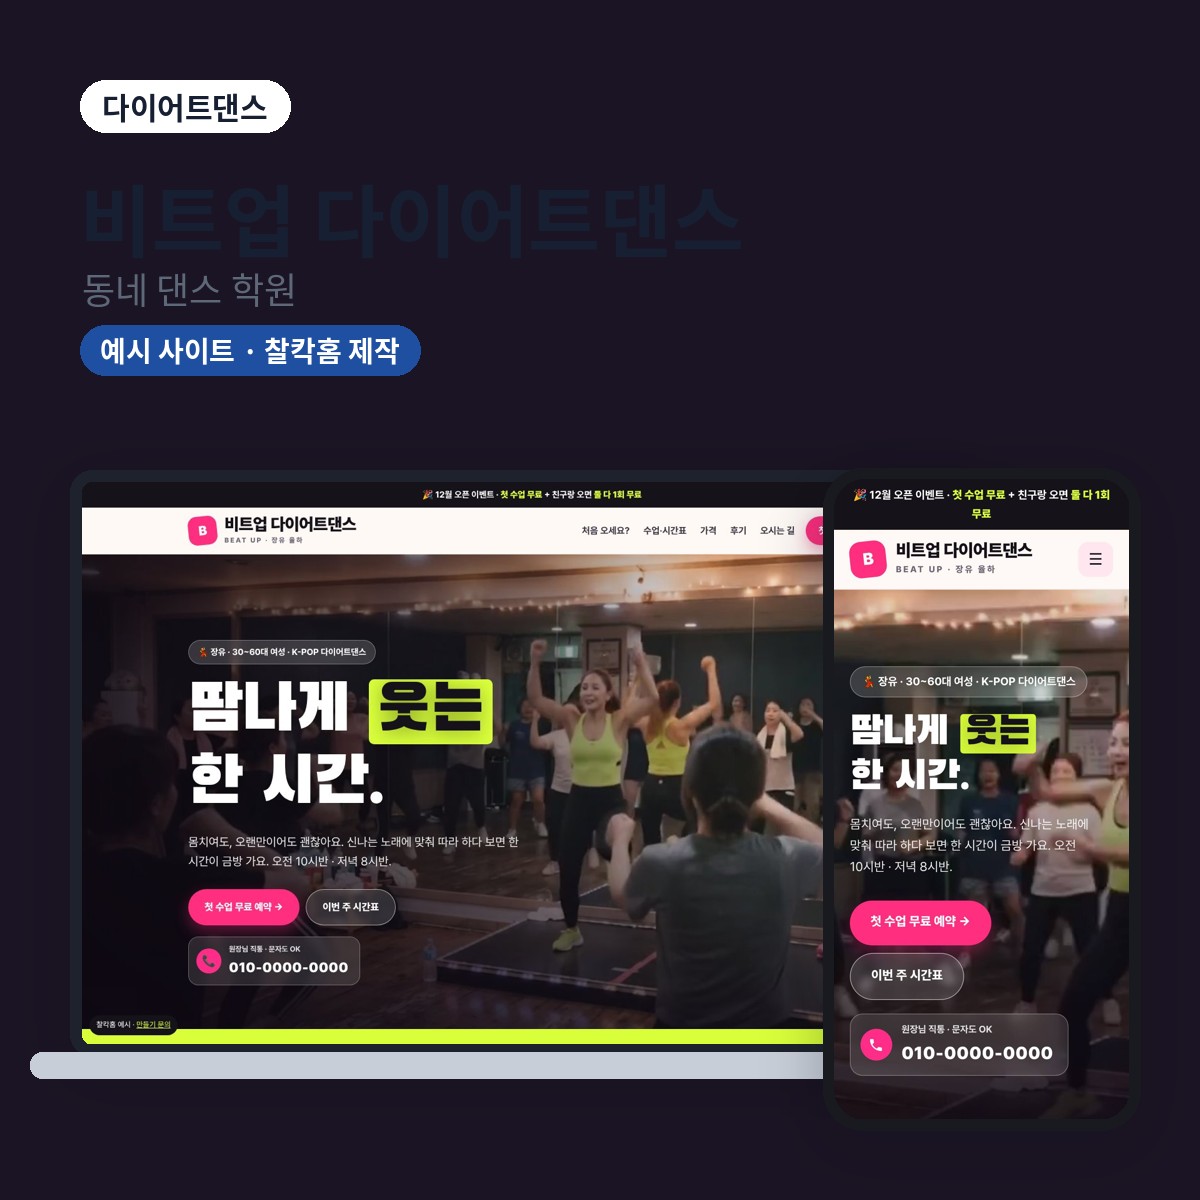 다이어트댄스
비트업 다이어트댄스
동네 댄스 학원
예시 사이트 · 찰칵홈 제작
🎉 12월 오픈 이벤트 · 첫 수업 무료 + 친구랑 오면 둘 다 1회 무료
B 비트업 다이어트댄스
BEAT UP · 장유 율하
처음 오세요? 수업·시간표 가격 후기 오시는 길
💃 장유 · 30~60대 여성 · K-POP 다이어트댄스
땀나게 웃는
한 시간.
몸치여도, 오랜만이어도 괜찮아요. 신나는 노래에 맞춰 따라 하다 보면 한
시간이 금방 가요. 오전 10시반 · 저녁 8시반.
첫 수업 무료 예약 → 이번 주 시간표
원장님 직통 · 문자도 OK
010-0000-0000
찰칵홈 예시 · 만들기 문의
🎉 12월 오픈 이벤트 · 첫 수업 무료 + 친구랑 오면 둘 다 1회
무료
B 비트업 다이어트댄스
BEAT UP · 장유 율하
💃 장유 · 30~60대 여성 · K-POP 다이어트댄스
땀나게 웃는
한 시간.
몸치여도, 오랜만이어도 괜찮아요. 신나는 노래에
맞춰 따라 하다 보면 한 시간이 금방 가요. 오전
10시반 · 저녁 8시반.
첫 수업 무료 예약 →
이번 주 시간표
원장님 직통 · 문자도 OK
010-0000-0000